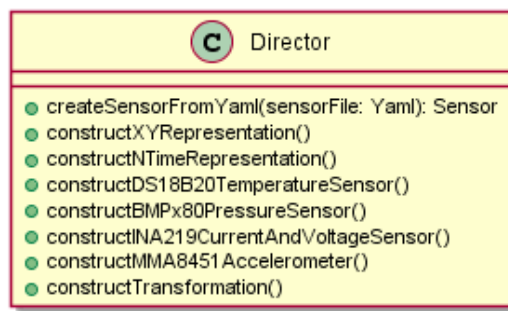 C Director
createSensorFromYaml(sensorFile: Yaml): Sensor
constructXYRepresentation()
constructNTimeRepresentation()
constructDS18B20TemperatureSensor()
constructBMPx80PressureSensor()
constructINA219CurrentAndVoltageSensor()
constructMMA8451Accelerometer()
constructTransformation()